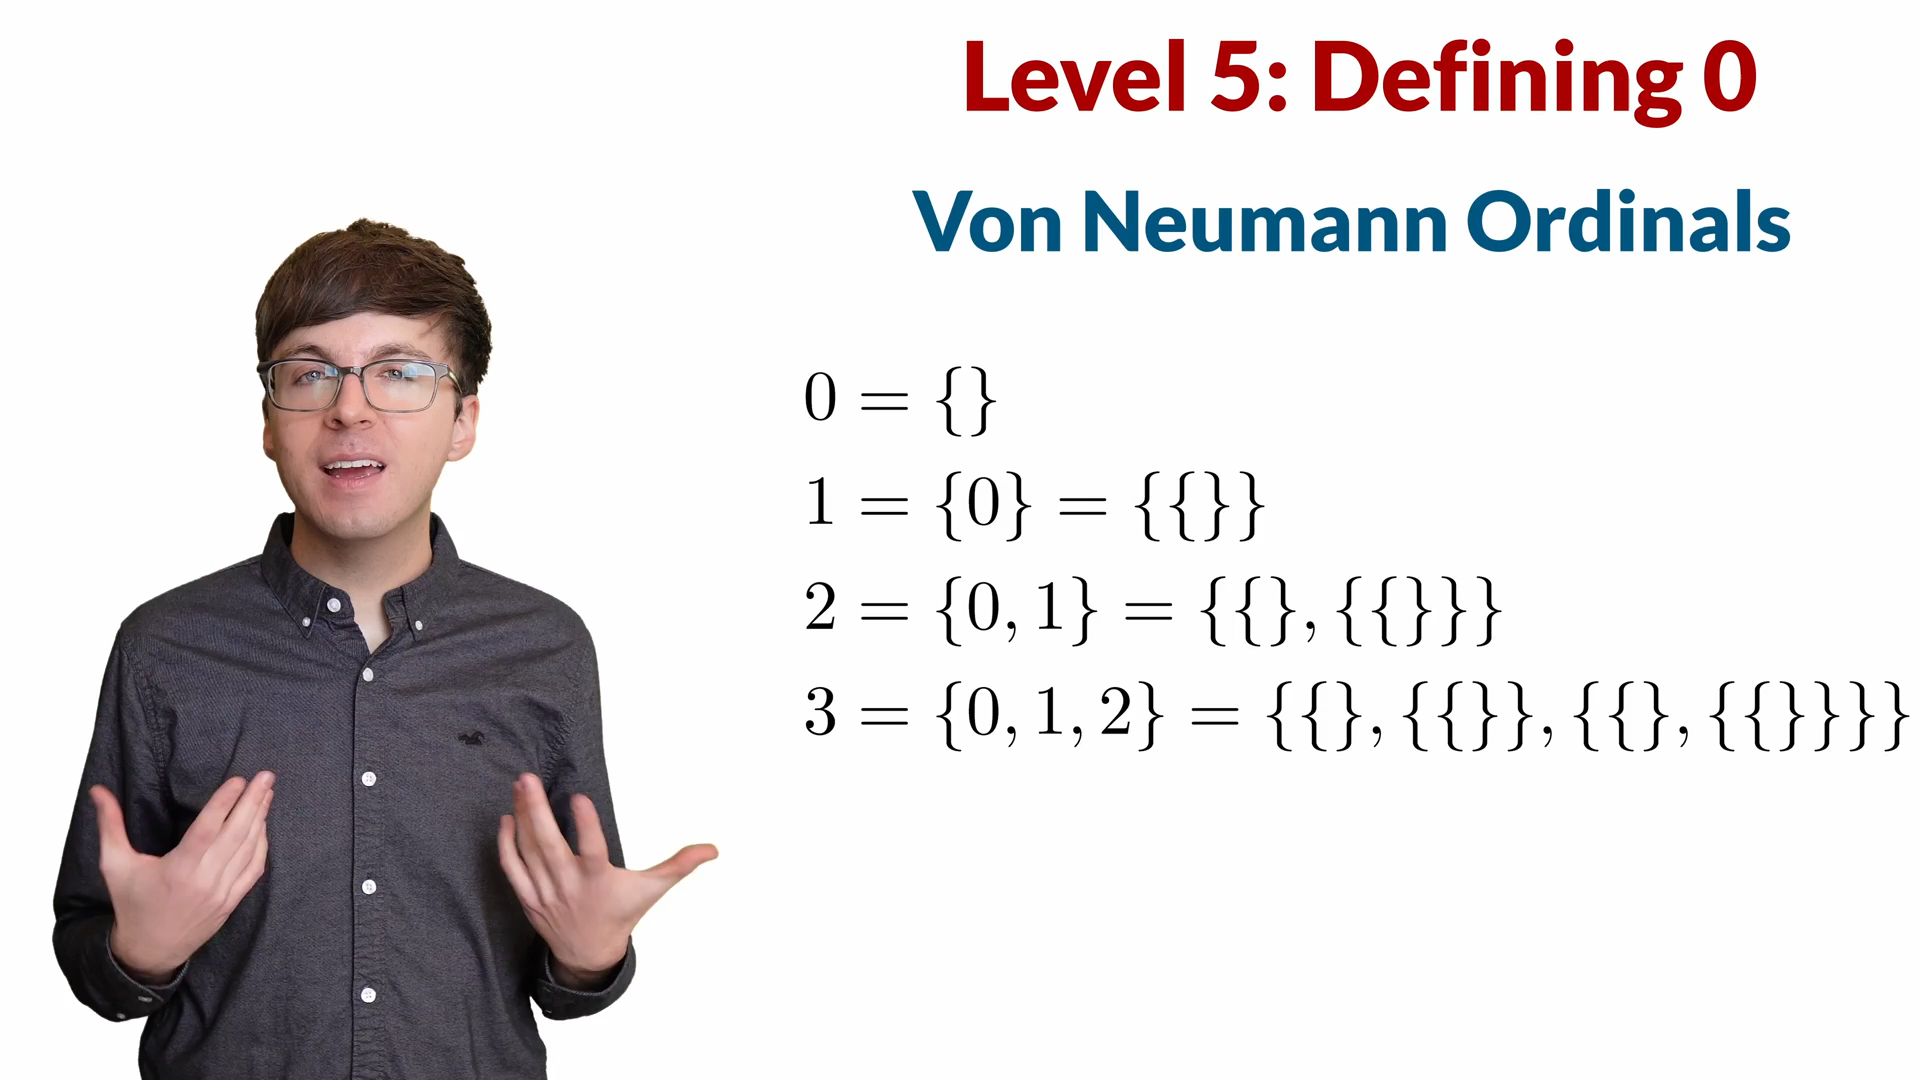 Level 5: Defining 0
Von Neumann Ordinals
0 = {}
1 = {0} = {{}}
2 = {0, 1} = {{}, {{}}}
3 = {0, 1, 2} = {{}, {{}}, {{}, {{}}}}